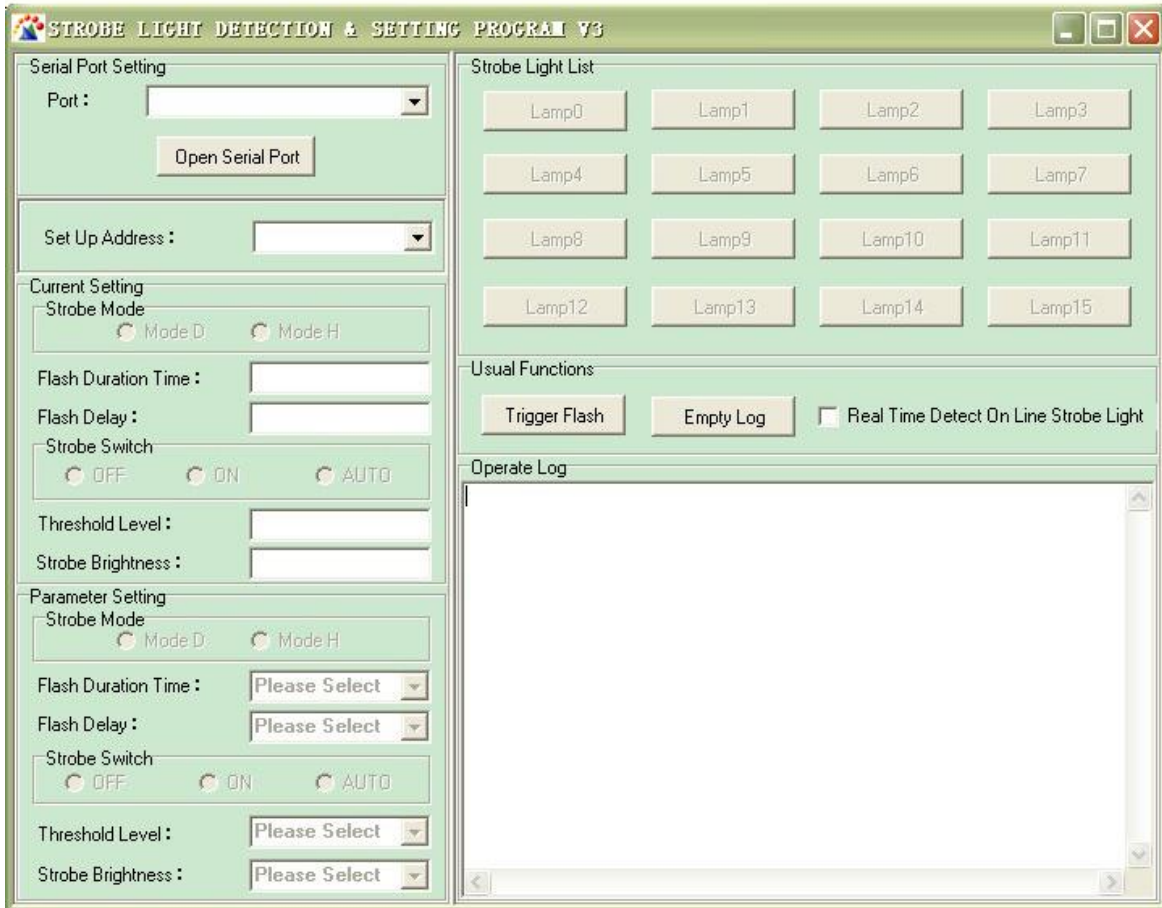 STROBE LIGHT DETECTION & SETTING PROGRAM V3
Serial Port Setting
Port:
Open Serial Port
Set Up Address:
Current Setting
Strobe Mode
Mode D Mode H
Flash Duration Time:
Flash Delay:
Strobe Switch
OFF ON AUTO
Threshold Level:
Strobe Brightness:
Parameter Setting
Strobe Mode
Mode D Mode H
Flash Duration Time: Please Select
Flash Delay: Please Select
Strobe Switch
OFF ON AUTO
Threshold Level: Please Select
Strobe Brightness: Please Select
Strobe Light List
Lamp0 Lamp1 Lamp2 Lamp3
Lamp4 Lamp5 Lamp6 Lamp7
Lamp8 Lamp9 Lamp10 Lamp11
Lamp12 Lamp13 Lamp14 Lamp15
Usual Functions
Trigger Flash Empty Log Real Time Detect On Line Strobe Light
Operate Log